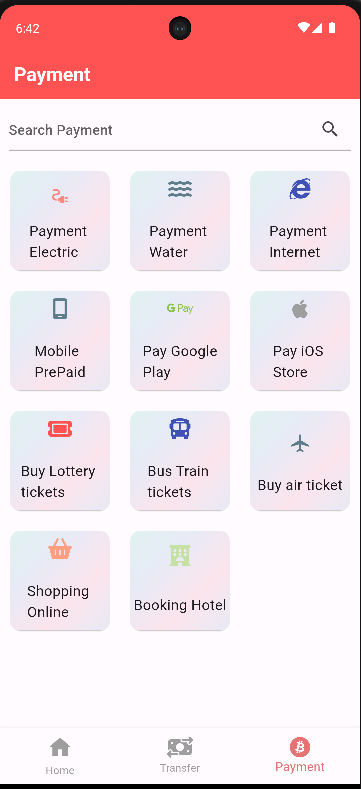 6:42
Payment
Search Payment
Payment
Electric
Payment
Water
Payment
Internet
Mobile
PrePaid
G Pay
Pay Google
Play
Pay iOS
Store
Buy Lottery
tickets
Bus Train
tickets
Buy air ticket
Shopping
Online
Booking Hotel
Home
Transfer
Payment